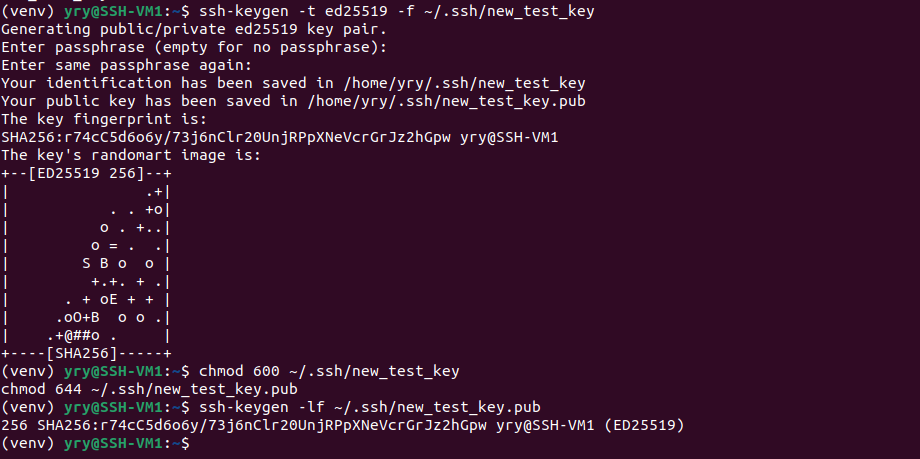 (venv) yry@SSH-VM1:~$ ssh-keygen -t ed25519 -f ~/.ssh/new_test_key
Generating public/private ed25519 key pair.
Enter passphrase (empty for no passphrase):
Enter same passphrase again:
Your identification has been saved in /home/yry/.ssh/new_test_key
Your public key has been saved in /home/yry/.ssh/new_test_key.pub
The key fingerprint is:
SHA256:r74cC5d6o6y/73j6nClr20UnjRPpXNeVcrGrJz2hGpw yry@SSH-VM1
The key's randomart image is:
+--[ED25519 256]--+
|               .+|
|           . . +o|
|          o . +..|
|         o = .  .|
|        S B o  o |
|         +.+. + .|
|      . + oE + + |
|     .oO+B  o o .|
|    .+@##o .     |
+----[SHA256]-----+
(venv) yry@SSH-VM1:~$ chmod 600 ~/.ssh/new_test_key
chmod 644 ~/.ssh/new_test_key.pub
(venv) yry@SSH-VM1:~$ ssh-keygen -lf ~/.ssh/new_test_key.pub
256 SHA256:r74cC5d6o6y/73j6nClr20UnjRPpXNeVcrGrJz2hGpw yry@SSH-VM1 (ED25519)
(venv) yry@SSH-VM1:~$